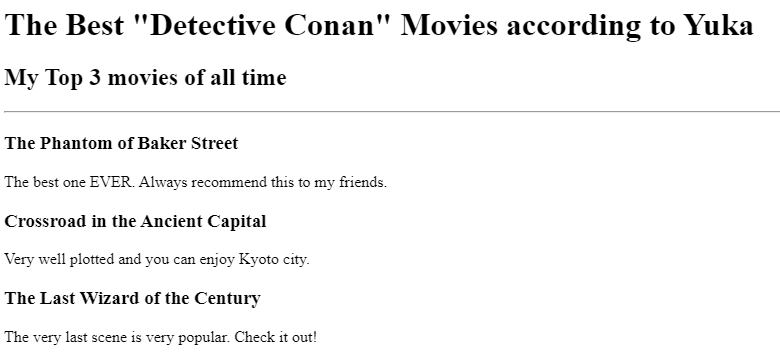 The Best "Detective Conan" Movies according to Yuka
My Top 3 movies of all time
The Phantom of Baker Street
The best one EVER. Always recommend this to my friends.
Crossroad in the Ancient Capital
Very well plotted and you can enjoy Kyoto city.
The Last Wizard of the Century
The very last scene is very popular. Check it out!